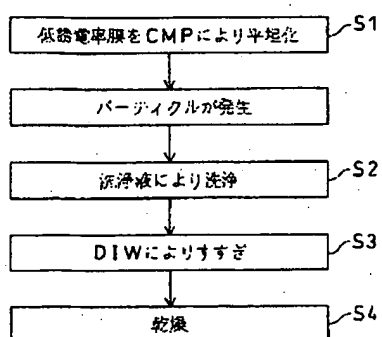 低誘電率膜をCMPにより平坦化 S1
パーティクルが発生
洗浄液により洗浄 S2
DIWによりすすぎ S3
乾燥 S4